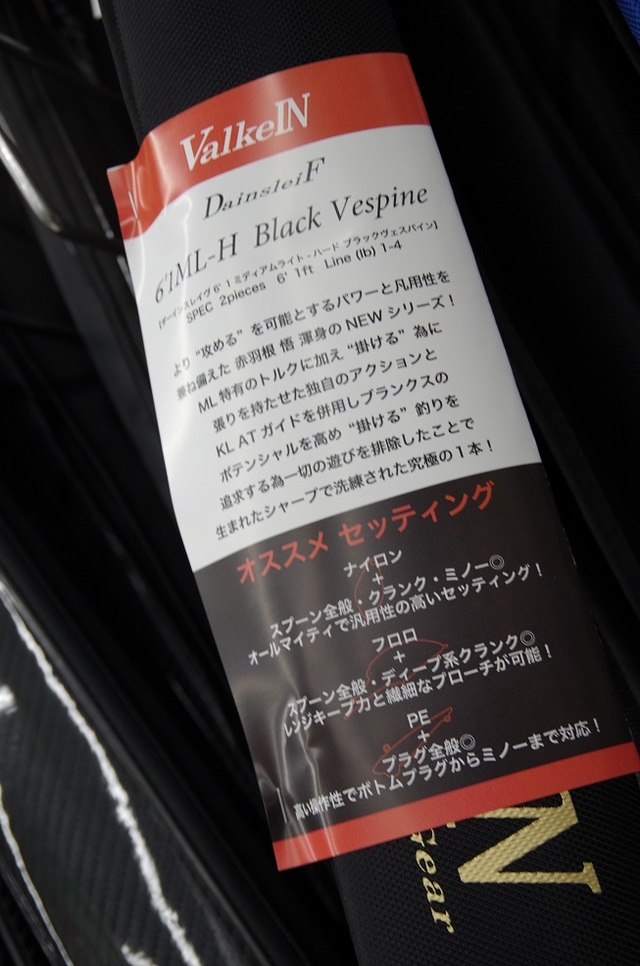 ValkeIN
DainsleiF
6'1ML-H Black Vespine
[ダーインスレイヴ 6' 1 ミディアムライト - ハード ブラックヴェスパイン]
SPEC 2pieces 6' 1ft Line (lb) 1-4
より“攻める”を可能とするパワーと汎用性を
兼ね備えた 赤羽根 悟 渾身の NEW シリーズ！
ML 特有のトルクに加え“掛ける”為に
張りを持たせた独自のアクションと
KL AT ガイドを併用しブランクスの
ポテンシャルを高め“掛ける”釣りを
追求する為一切の遊びを排除したことで
生まれたシャープで洗練された究極の１本！
オススメ セッティング
ナイロン
+
スプーン全般・クランク・ミノー◎
オールマイティで汎用性の高いセッティング！
フロロ
+
スプーン全般・ディープ系クランク◎
レンジキープ力と繊細なアプローチが可能！
PE
+
プラグ全般◎
高い操作性でボトムプラグからミノーまで対応！
N
Gear